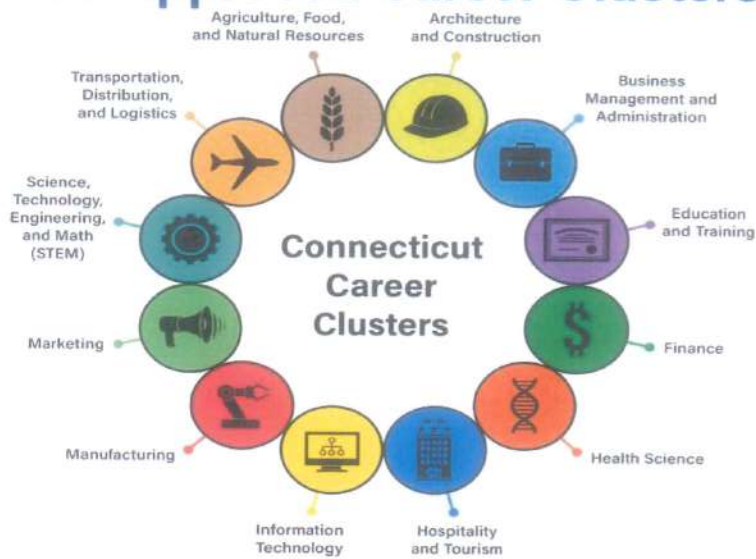 Agriculture, Food,
and Natural Resources
Architecture
and Construction
Transportation,
Distribution,
and Logistics
Business
Management and
Administration
Science,
Technology,
Engineering,
and Math
(STEM)
Education
and Training
Connecticut
Career
Clusters
Marketing
Finance
Manufacturing
Health Science
Information
Technology
Hospitality
and Tourism